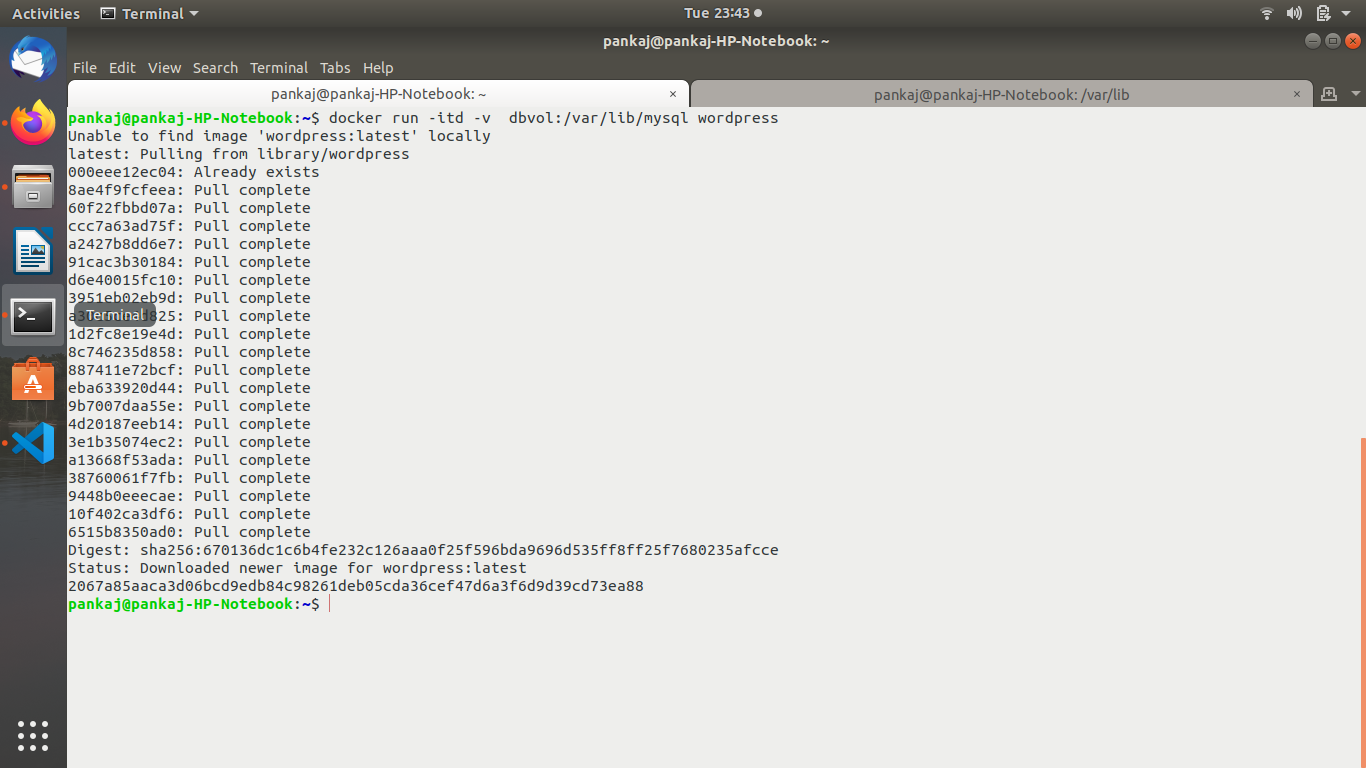 Activities
Terminal
Tue 23:43
pankaj@pankaj-HP-Notebook: ~
File Edit View Search Terminal Tabs Help
pankaj@pankaj-HP-Notebook: ~ ×
pankaj@pankaj-HP-Notebook: /var/lib ×
pankaj@pankaj-HP-Notebook:~$ docker run -itd -v  dbvol:/var/lib/mysql wordpress
Unable to find image 'wordpress:latest' locally
latest: Pulling from library/wordpress
000eee12ec04: Already exists
8ae4f9fcfeea: Pull complete
60f22fbbd07a: Pull complete
ccc7a63ad75f: Pull complete
a2427b8dd6e7: Pull complete
91cac3b30184: Pull complete
d6e40015fc10: Pull complete
3951eb02eb9d: Pull complete
Terminal
Pull complete
1d2fc8e19e4d: Pull complete
8c746235d858: Pull complete
887411e72bcf: Pull complete
eba633920d44: Pull complete
9b7007daa55e: Pull complete
4d20187eeb14: Pull complete
3e1b35074ec2: Pull complete
a13668f53ada: Pull complete
38760061f7fb: Pull complete
9448b0eeecae: Pull complete
10f402ca3df6: Pull complete
6515b8350ad0: Pull complete
Digest: sha256:670136dc1c6b4fe232c126aaa0f25f596bda9696d535ff8ff25f7680235afcce
Status: Downloaded newer image for wordpress:latest
2067a85aaca3d06bcd9edb84c98261deb05cda36cef47d6a3f6d9d39cd73ea88
pankaj@pankaj-HP-Notebook:~$